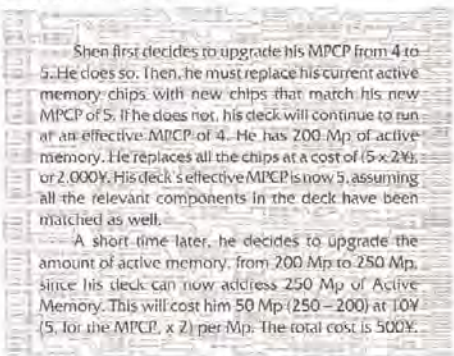 Shen first decides to upgrade his MPCP from 4 to
5. He does so. Then, he must replace his current active
memory chips with new chips that match his new
MPCP of 5. If he does not, his deck will continue to run
at an effective MPCP of 4. He has 200 Mp of active
memory. He replaces all the chips at a cost of (5 x 2¥),
or 2,000¥. His deck's effective MPCP is now 5, assuming
all the relevant components in the deck have been
matched as well.
A short time later, he decides to upgrade the
amount of active memory, from 200 Mp to 250 Mp,
since his deck can now address 250 Mp of Active
Memory. This will cost him 50 Mp (250 – 200) at 10¥
(5, for the MPCP, x 2) per Mp. The total cost is 500¥.